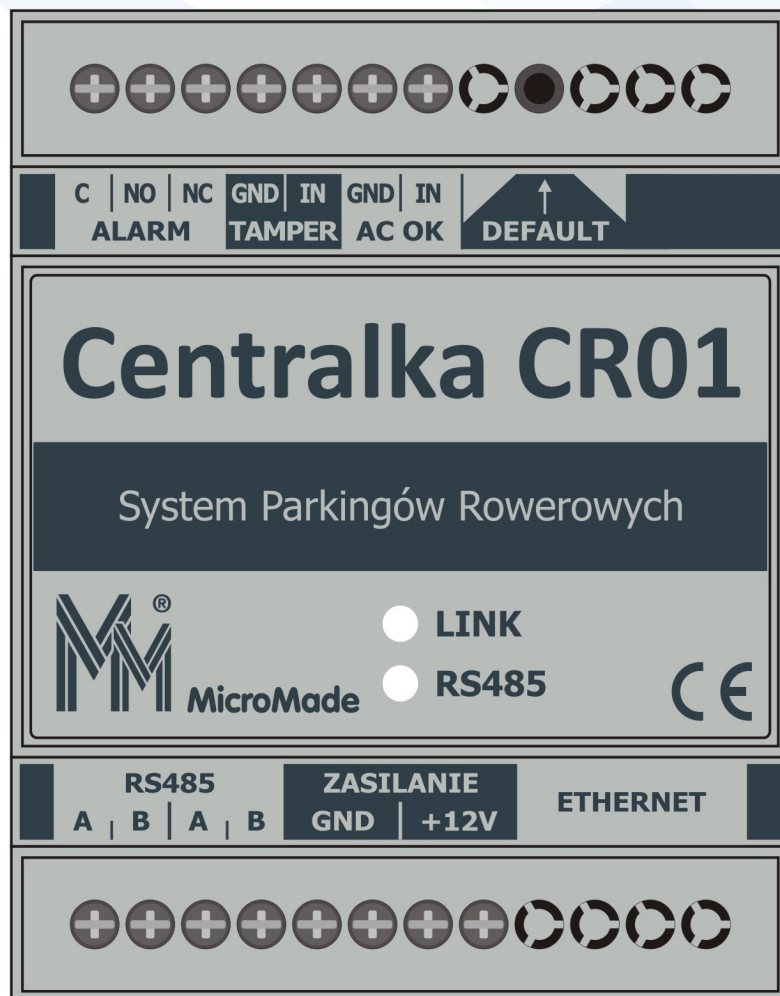 C | NO | NC GND | IN GND | IN
ALARM TAMPER AC OK DEFAULT
Centralka CR01
System Parkingów Rowerowych
MM®
LINK
MicroMade
RS485
CE
RS485 ZASILANIE ETHERNET
A | B | A | B GND | +12V